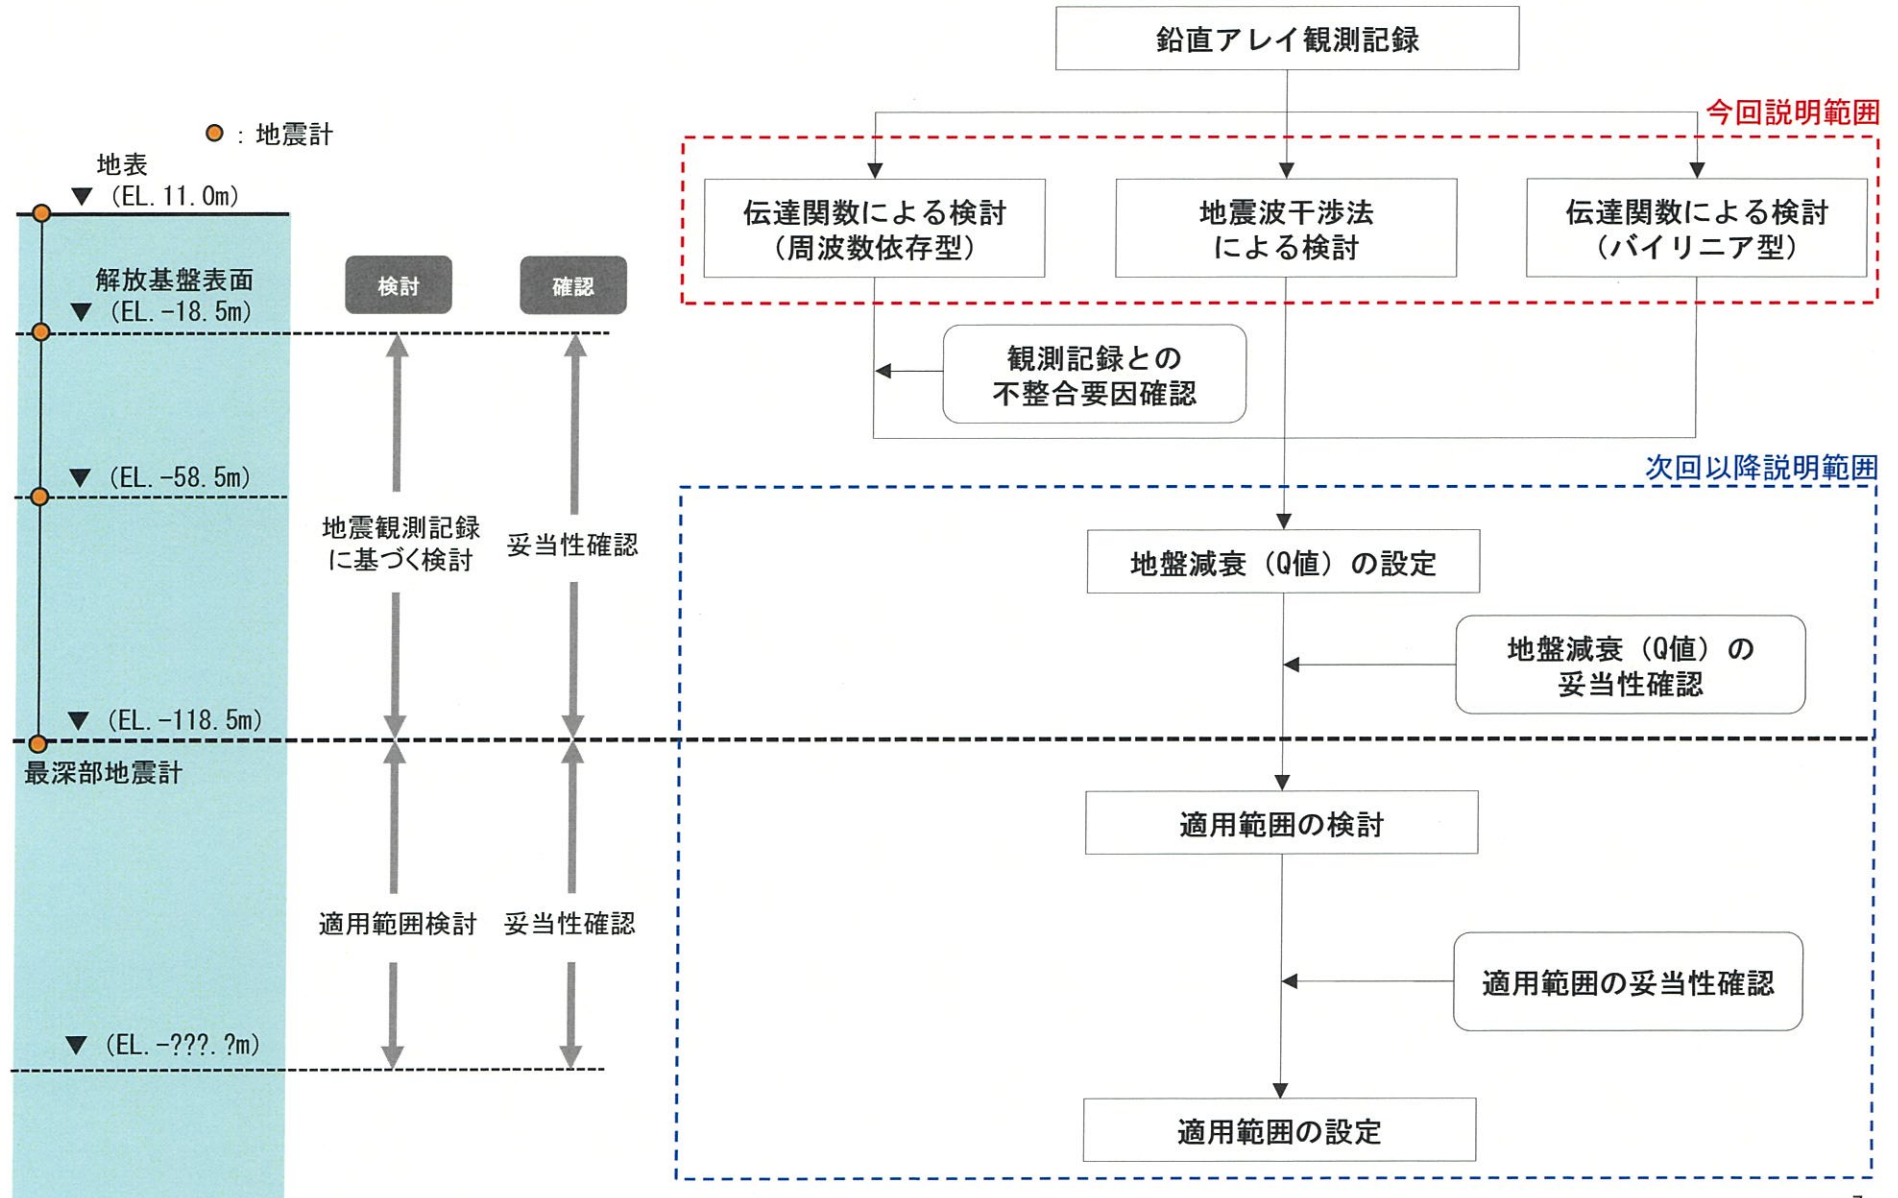 鉛直アレイ観測記録
今回説明範囲
：地震計
地表
▼ (EL. 11. 0m)
伝達関数による検討
（周波数依存型）
地震波干渉法
による検討
伝達関数による検討
（バイリニア型）
解放基盤表面
▼ (EL. -18. 5m)
検討
確認
観測記録との
不整合要因確認
▼ (EL. -58. 5m)
次回以降説明範囲
地震観測記録
に基づく検討
妥当性確認
地盤減衰（Q値）の設定
地盤減衰（Q値）の
妥当性確認
▼ (EL. -118. 5m)
最深部地震計
適用範囲の検討
適用範囲検討
妥当性確認
適用範囲の妥当性確認
▼ (EL. -???. ?m)
適用範囲の設定